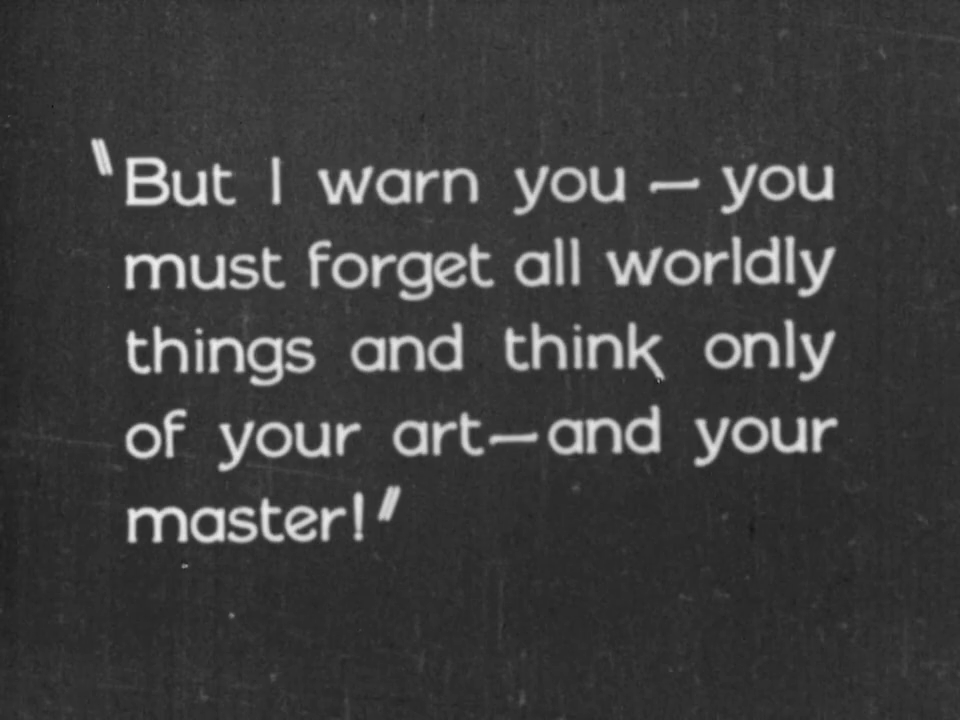 "But I warn you — you
must forget all worldly
things and think only
of your art—and your
master!"